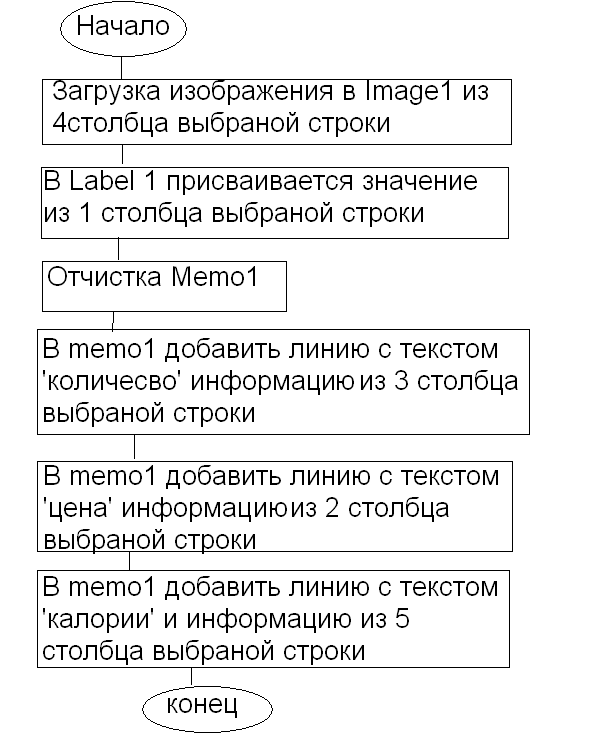 Начало
Загрузка изображения в Image1 из
4столбца выбраной строки
В Label 1 присваивается значение
из 1 столбца выбраной строки
Отчистка Memo1
В memo1 добавить линию с текстом
'количесво' информацию из 3 столбца
выбраной строки
В memo1 добавить линию с текстом
'цена' информацию из 2 столбца
выбраной строки
В memo1 добавить линию с текстом
'калории' и информацию из 5
столбца выбраной строки
конец